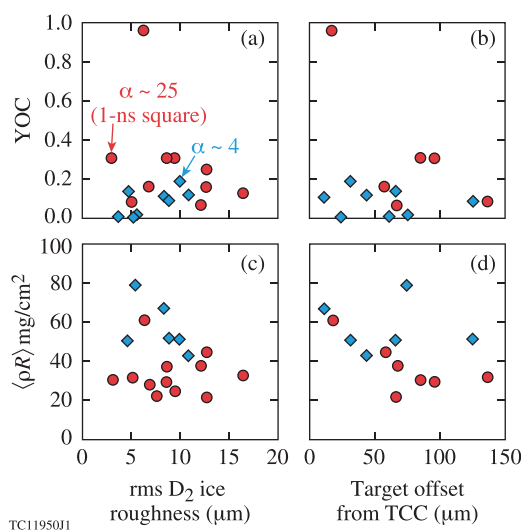 1.0
0.8
0.6
0.4
0.2
0.0
YOC
(a)
α ~ 25
(1-ns square)
α ~ 4
(b)
100
80
60
40
20
0
⟨ρR⟩ mg/cm²
(c)
(d)
0 5 10 15 20
rms D₂ ice
roughness (μm)
0 50 100 150
Target offset
from TCC (μm)
TC11950J1